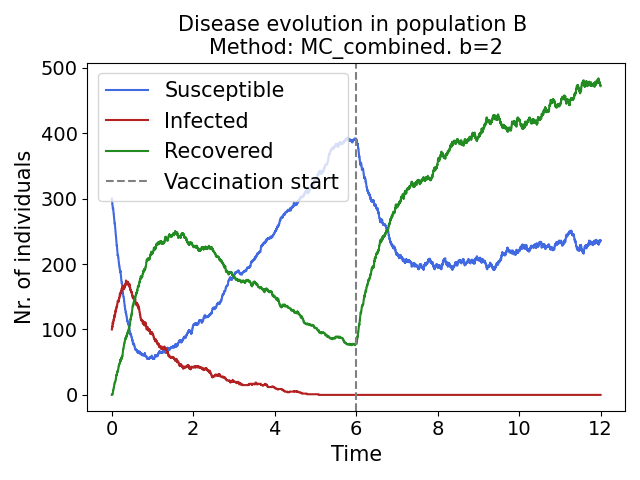 Disease evolution in population B
Method: MC_combined. b=2
500
400
300
200
100
0
Nr. of individuals
Susceptible
Infected
Recovered
Vaccination start
0 2 4 6 8 10 12
Time